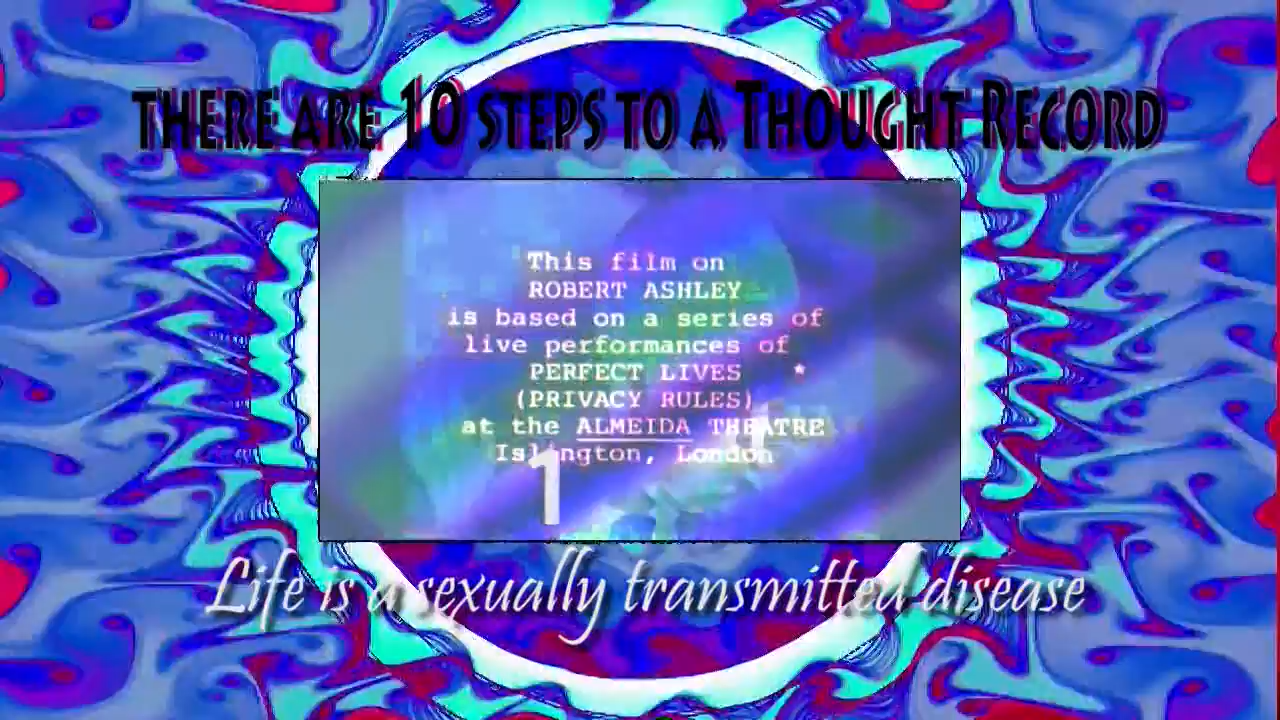 THERE ARE 10 STEPS TO A THOUGHT RECORD
This film on
ROBERT ASHLEY
is based on a series of
live performances of
PERFECT LIVES *
(PRIVACY RULES)
at the ALMEIDA THEATRE
Islington, London
1
Life is a sexually transmitted disease